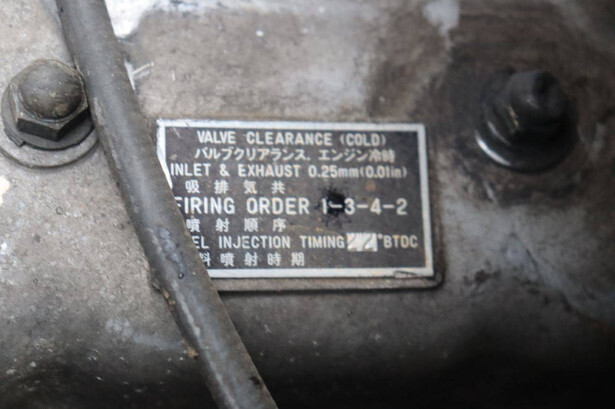 VALVE CLEARANCE (COLD)
バルブクリアランス, エンジン冷時
INLET & EXHAUST 0.25mm(0.01in)
吸排気共
FIRING ORDER 1-3-4-2
噴射順序
EL INJECTION TIMING °BTDC
料噴射時期